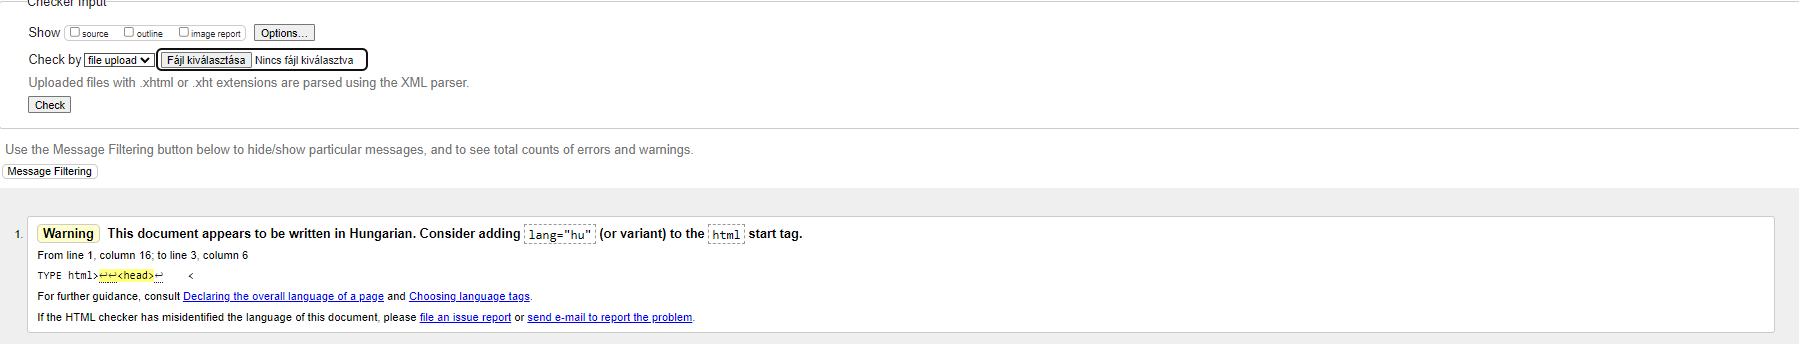 Checker Input
Show source outline image report Options...
Check by file upload Fájl kiválasztása Nincs fájl kiválasztva
Uploaded files with .xhtml or .xht extensions are parsed using the XML parser.
Check
Use the Message Filtering button below to hide/show particular messages, and to see total counts of errors and warnings.
Message Filtering
1. Warning This document appears to be written in Hungarian. Consider adding lang="hu" (or variant) to the html start tag.
From line 1, column 16; to line 3, column 6
TYPE html>↩↩<head>↩ <
For further guidance, consult Declaring the overall language of a page and Choosing language tags.
If the HTML checker has misidentified the language of this document, please file an issue report or send e-mail to report the problem.